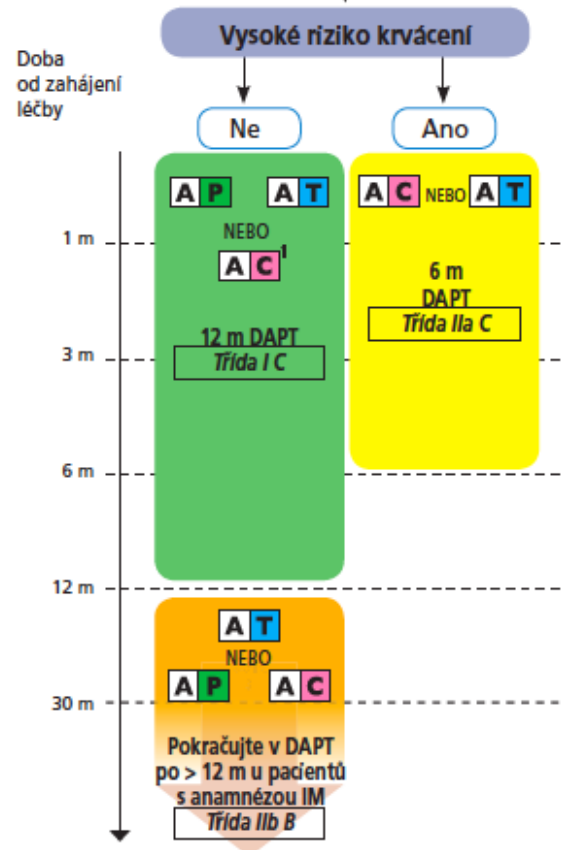 Vysoké riziko krvácení
Doba
od zahájení
léčby
Ne
Ano
A P A T
A C NEBO A T
NEBO
A C 1
1 m
6 m
DAPT
Třída IIa C
12 m DAPT
Třída I C
3 m
6 m
12 m
A T
NEBO
A P A C
30 m
Pokračujte v DAPT
po > 12 m u pacientů
s anamnézou IM
Třída IIb B